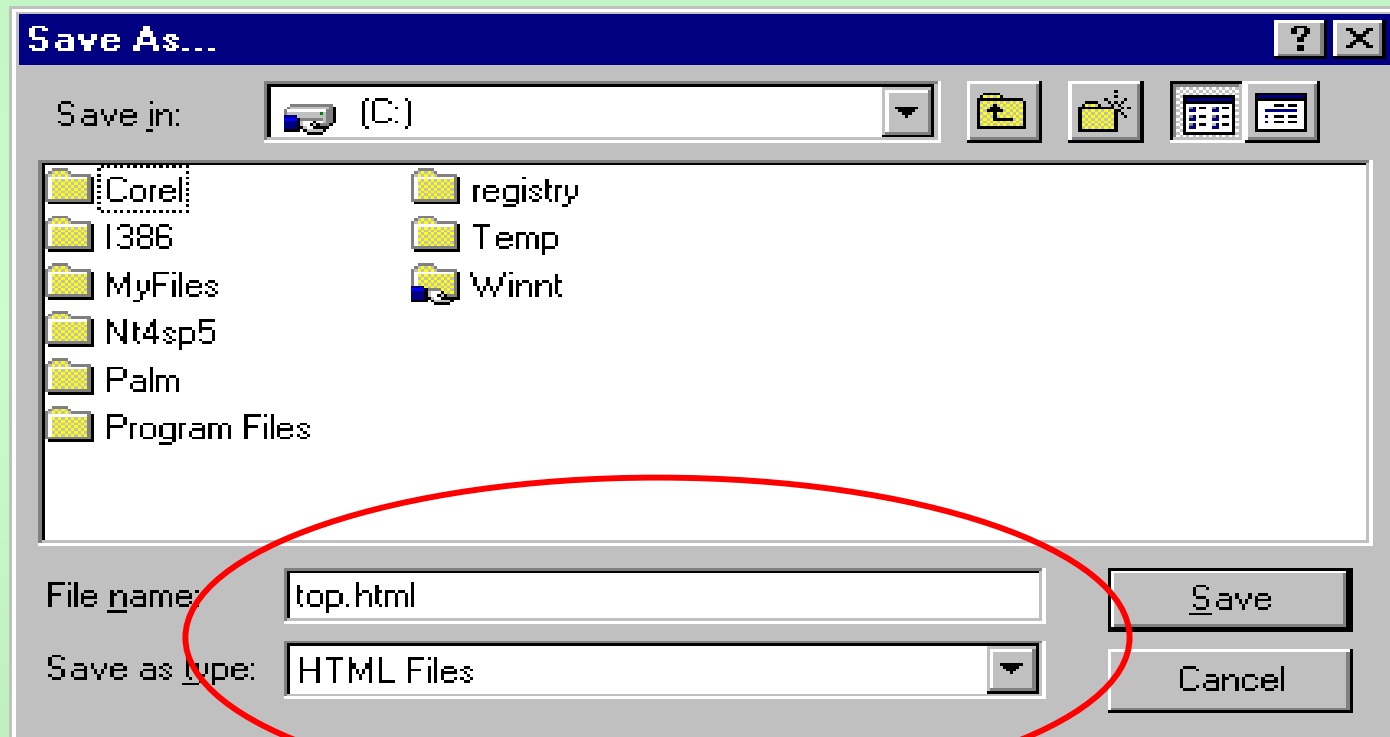 Save As...
Save in: (C:)
Corel registry
I386 Temp
MyFiles Winnt
Nt4sp5
Palm
Program Files
File name: top.html Save
Save as type: HTML Files Cancel